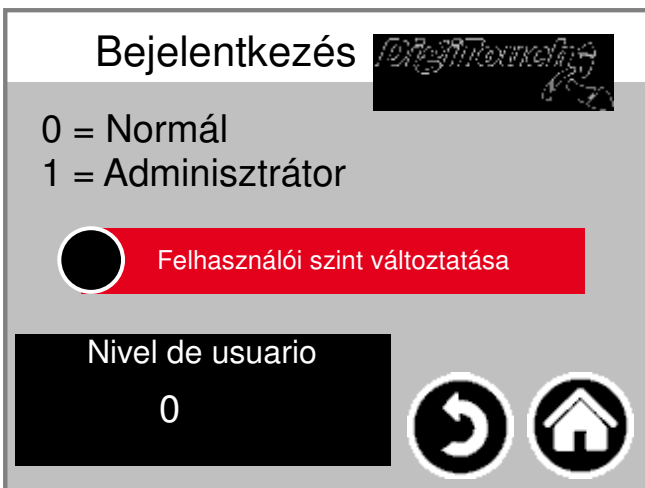 Bejelentkezés
DigiTouch
0 = Normál
1 = Adminisztrátor
Felhasználói szint változtatása
Nivel de usuario
0